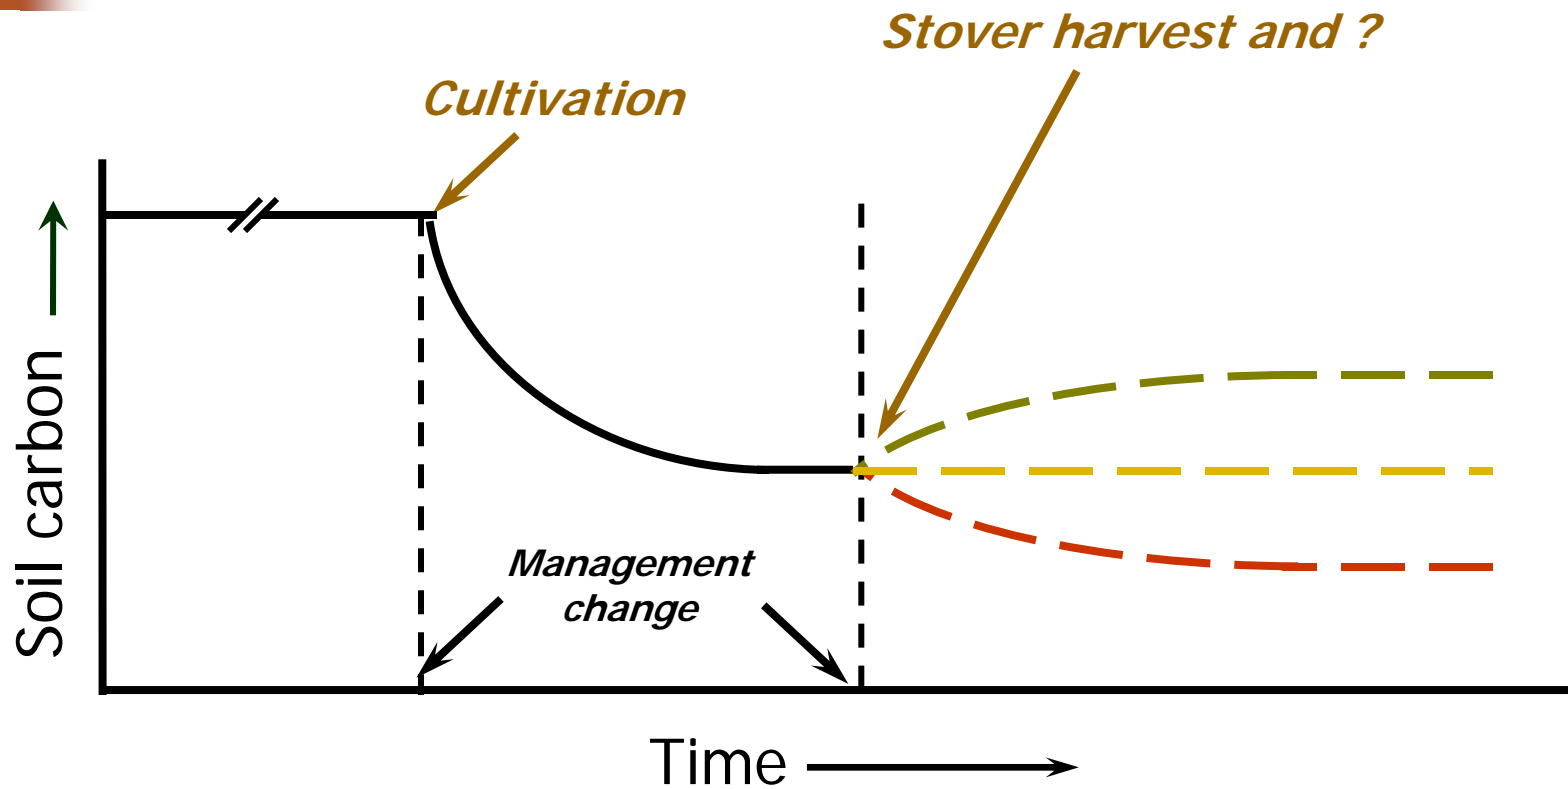 Stover harvest and ?
Cultivation
Soil carbon
Management
change
Time